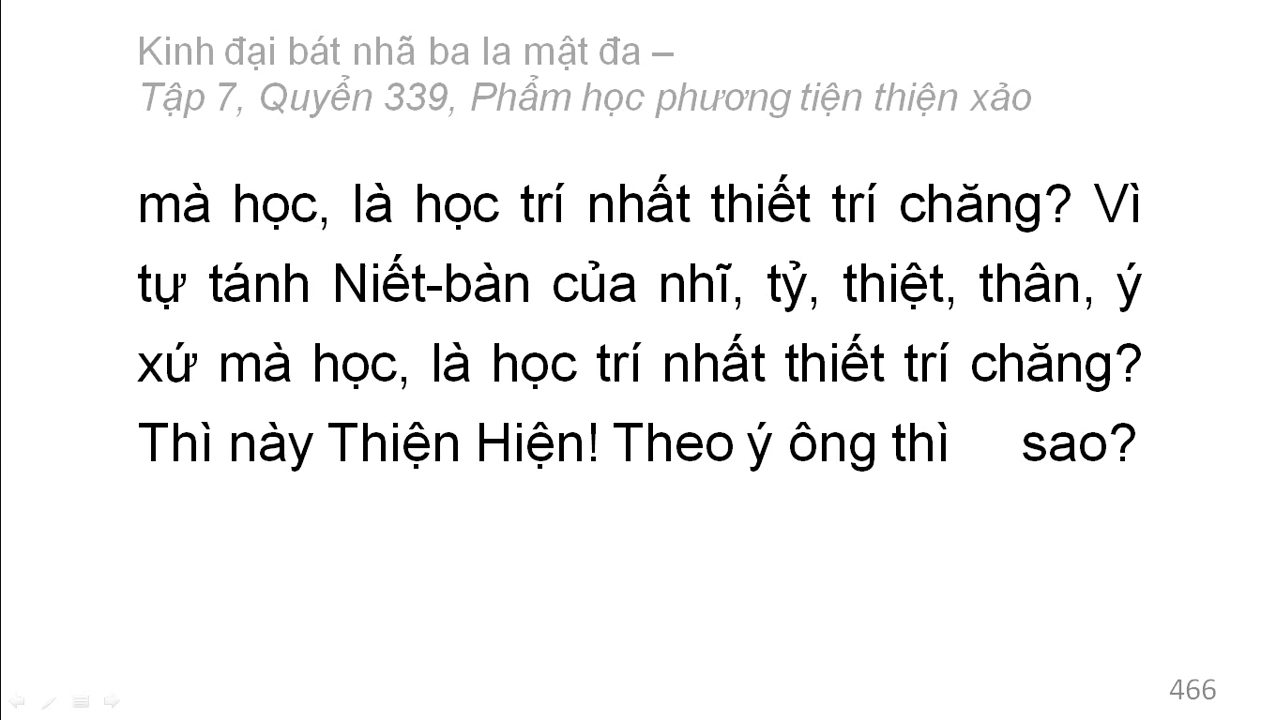 Kinh đại bát nhã ba la mật đa –
Tập 7, Quyển 339, Phẩm học phương tiện thiện xảo
mà học, là học trí nhất thiết trí chăng? Vì
tự tánh Niết-bàn của nhĩ, tỷ, thiệt, thân, ý
xứ mà học, là học trí nhất thiết trí chăng?
Thì này Thiện Hiện! Theo ý ông thì sao?
466